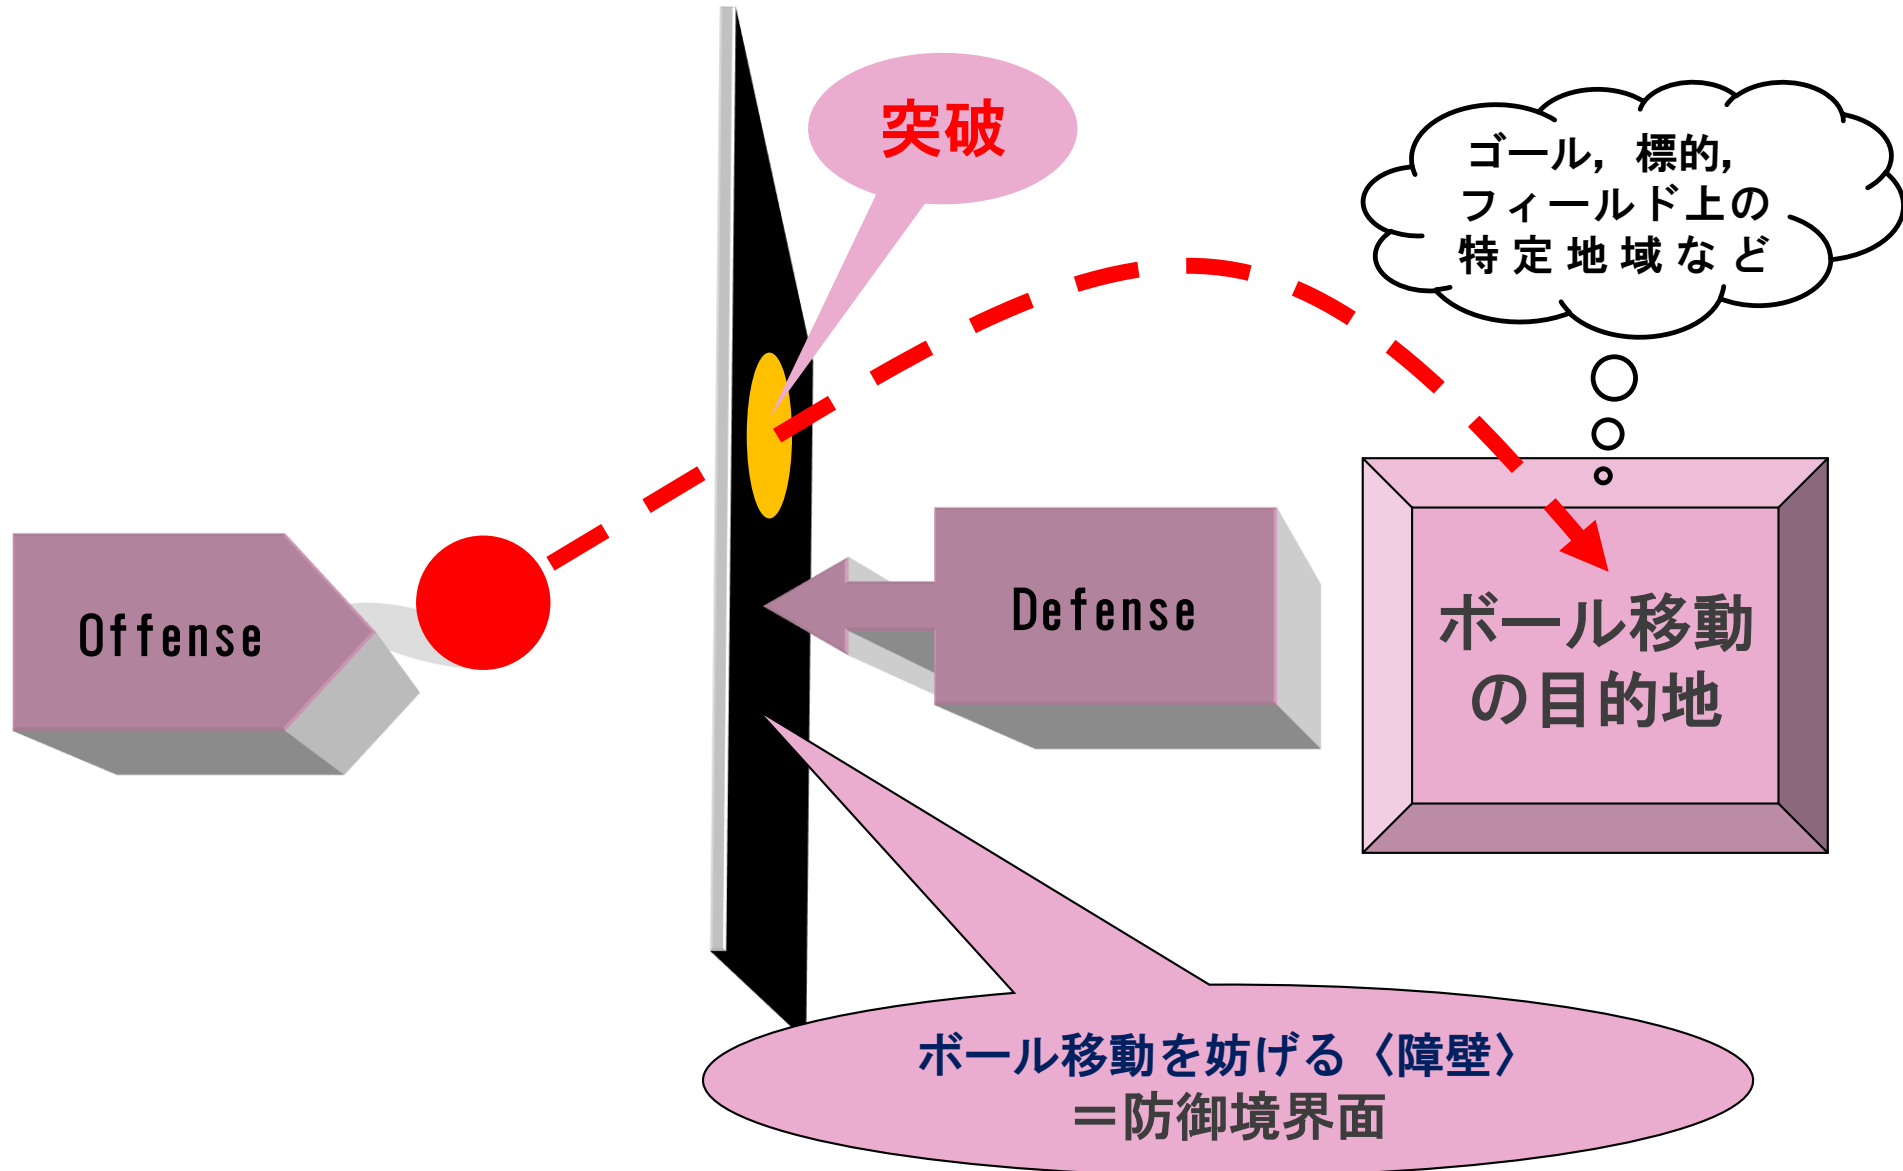 突破
ゴール，標的，
フィールド上の
特定地域など
Offense
Defense
ボール移動
の目的地
ボール移動を妨げる〈障壁〉
＝防御境界面